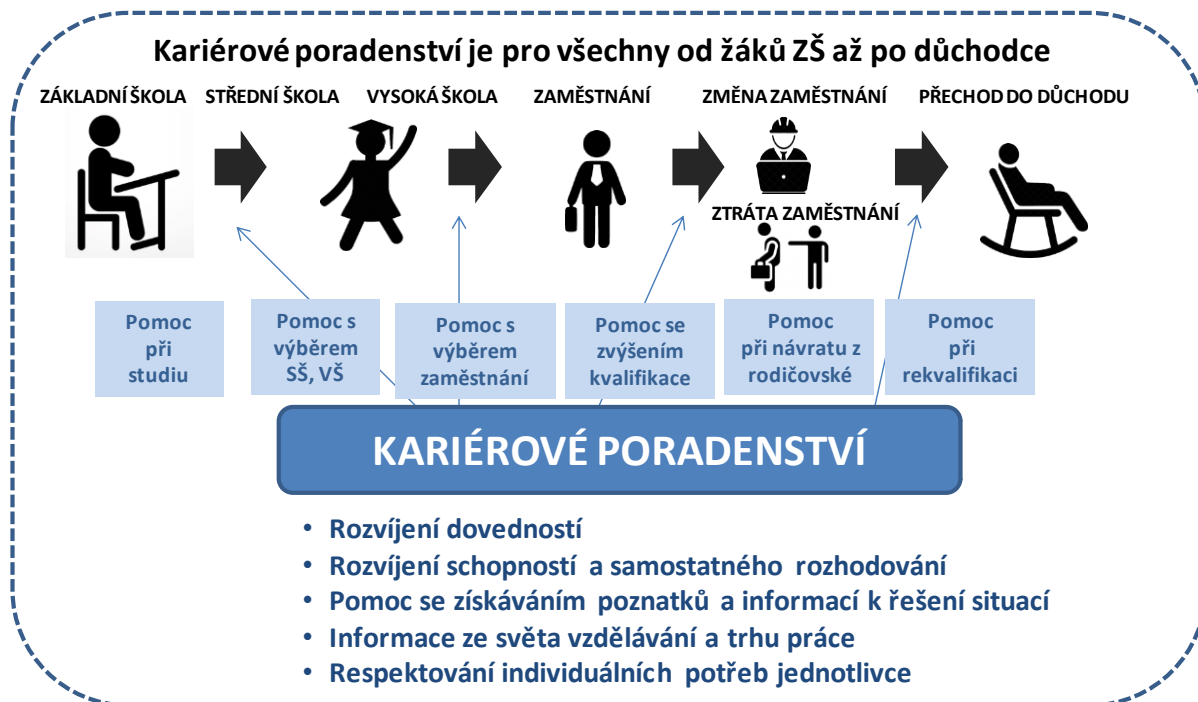 Kariérové poradenství je pro všechny od žáků ZŠ až po důchodce
ZÁKLADNÍ ŠKOLA
STŘEDNÍ ŠKOLA
VYSOKÁ ŠKOLA
ZAMĚSTNÁNÍ
ZMĚNA ZAMĚSTNÁNÍ
PŘECHOD DO DŮCHODU
ZTRÁTA ZAMĚSTNÁNÍ
Pomoc
při
studiu
Pomoc s
výběrem
SŠ, VŠ
Pomoc s
výběrem
zaměstnání
Pomoc se
zvýšením
kvalifikace
Pomoc
při návratu z
rodičovské
Pomoc
při
rekvalifikaci
KARIÉROVÉ PORADENSTVÍ
• Rozvíjení dovedností
• Rozvíjení schopností a samostatného rozhodování
• Pomoc se získáváním poznatků a informací k řešení situací
• Informace ze světa vzdělávání a trhu práce
• Respektování individuálních potřeb jednotlivce